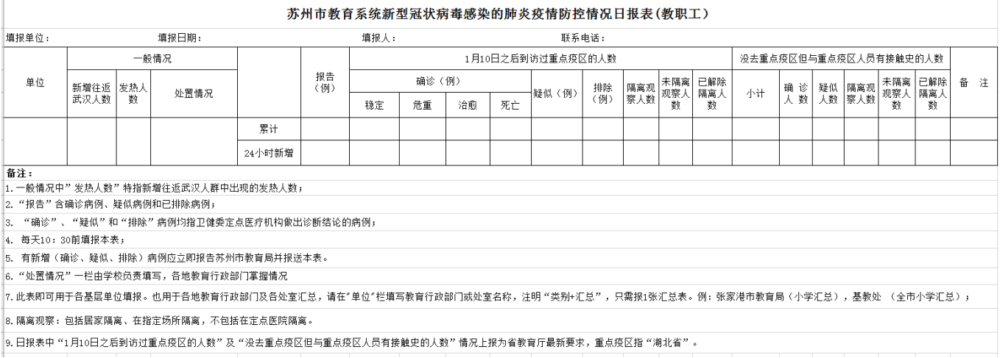 苏州市教育系统新型冠状病毒感染的肺炎疫情防控情况日报表(教职工)
填报单位： 填报日期： 填报人： 联系电话：
单位 一般情况 报告（例） 1月10日之后到访过重点疫区的人数 没去重点疫区但与重点疫区人员有接触史的人数 备 注
新增往返武汉人数 发热人数 处置情况 确诊（例） 疑似（例） 排除（例） 隔离观察人数 未隔离观察人数 已解除隔离人数 小计 确诊人数 疑似人数 隔离观察人数 未隔离观察人数 已解除隔离人数
稳定 危重 治愈 死亡
累计
24小时新增
备注：
1.一般情况中”发热人数”特指新增往返武汉人群中出现的发热人数；
2.“报告”含确诊病例、疑似病例和已排除病例；
3. “确诊”、“疑似”和“排除”病例均指卫健委定点医疗机构做出诊断结论的病例；
4. 每天10：30前填报本表；
5. 有新增（确诊、疑似、排除）病例应立即报告苏州市教育局并报送本表。
6.“处置情况”一栏由学校负责填写，各地教育行政部门掌握情况
7.此表即可用于各基层单位填报。也用于各地教育行政部门及各处室汇总，请在"单位"栏填写教育行政部门或处室名称，注明“类别+汇总”，只需报1张汇总表。例：张家港市教育局（小学汇总），基教处 （全市小学汇总）；
8.隔离观察：包括居家隔离、在指定场所隔离，不包括在定点医院隔离。
9.日报表中“1月10日之后到访过重点疫区的人数”及“没去重点疫区但与重点疫区人员有接触史的人数”情况上报为省教育厅最新要求，重点疫区指“湖北省”。